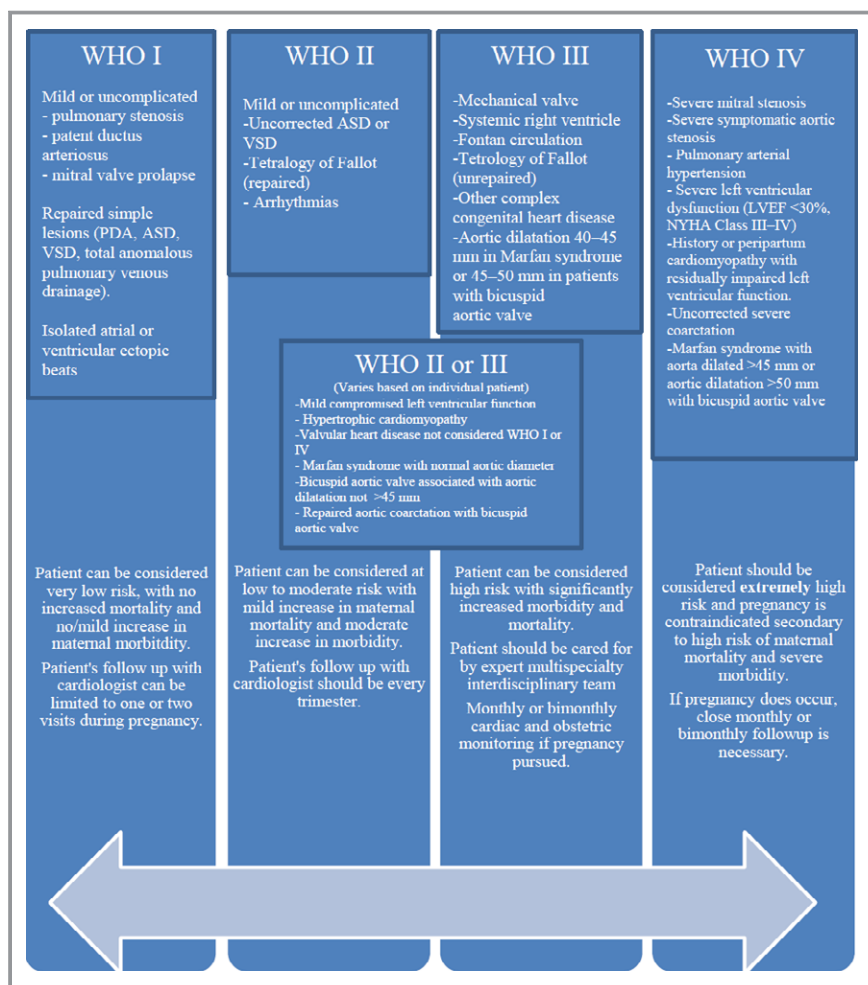 WHO I
Mild or uncomplicated
- pulmonary stenosis
- patent ductus
arteriosus
- mitral valve prolapse
Repaired simple
lesions (PDA, ASD,
VSD, total anomalous
pulmonary venous
drainage).
Isolated atrial or
ventricular ectopic
beats
WHO II
Mild or uncomplicated
-Uncorrected ASD or
VSD
-Tetralogy of Fallot
(repaired)
- Arrhythmias
WHO III
-Mechanical valve
-Systemic right ventricle
-Fontan circulation
-Tetrology of Fallot
(unrepaired)
-Other complex
congenital heart disease
-Aortic dilatation 40–45
mm in Marfan syndrome
or 45–50 mm in patients
with bicuspid
aortic valve
WHO IV
-Severe mitral stenosis
-Severe symptomatic aortic
stenosis
- Pulmonary arterial
hypertension
- Severe left ventricular
dysfunction (LVEF <30%,
NYHA Class III–IV)
-History or peripartum
cardiomyopathy with
residually impaired left
ventricular function.
-Uncorrected severe
coarctation
-Marfan syndrome with
aorta dilated >45 mm or
aortic dilatation >50 mm
with bicuspid aortic valve
WHO II or III
(Varies based on individual patient)
-Mild compromised left ventricular function
- Hypertrophic cardiomyopathy
-Valvular heart disease not considered WHO I or
IV
- Marfan syndrome with normal aortic diameter
-Bicuspid aortic valve associated with aortic
dilatation not >45 mm
- Repaired aortic coarctation with bicuspid
aortic valve
Patient can be considered
very low risk, with no
increased mortality and
no/mild increase in
maternal morbitdity.
Patient's follow up with
cardiologist can be
limited to one or two
visits during pregnancy.
Patient can be considered at
low to moderate risk with
mild increase in maternal
mortality and moderate
increase in morbidity.
Patient's follow up with
cardiologist should be every
trimester.
Patient can be considered
high risk with significantly
increased morbidity and
mortality.
Patient should be cared for
by expert multispecialty
interdisciplinary team
Monthly or bimonthly
cardiac and obstetric
monitoring if pregnancy
pursued.
Patient should be
considered extremely high
risk and pregnancy is
contraindicated secondary
to high risk of maternal
mortality and severe
morbidity.
If pregnancy does occur,
close monthly or
bimonthly followup is
necessary.